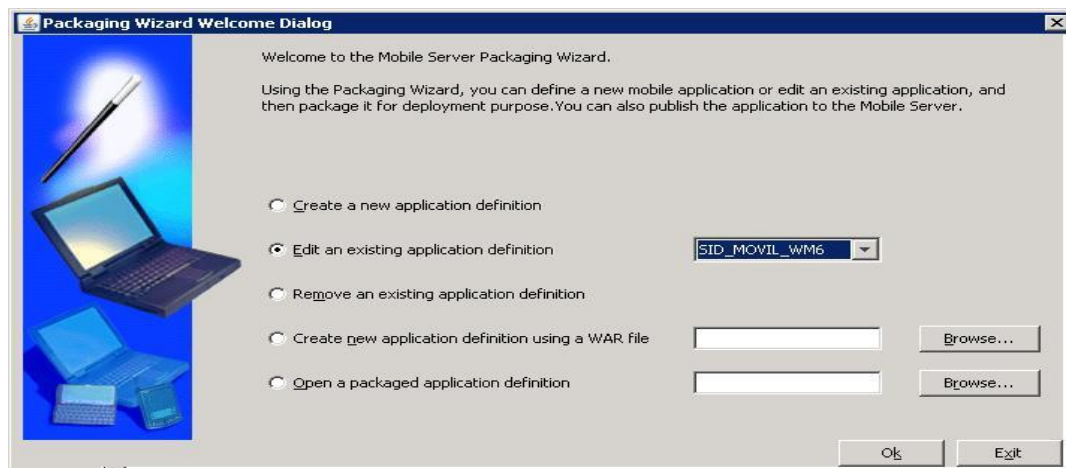 Packaging Wizard Welcome Dialog
Welcome to the Mobile Server Packaging Wizard.
Using the Packaging Wizard, you can define a new mobile application or edit an existing application, and
then package it for deployment purpose.You can also publish the application to the Mobile Server.
Create a new application definition
Edit an existing application definition SID_MOVIL_WM6
Remove an existing application definition
Create new application definition using a WAR file Browse...
Open a packaged application definition Browse...
Ok Exit